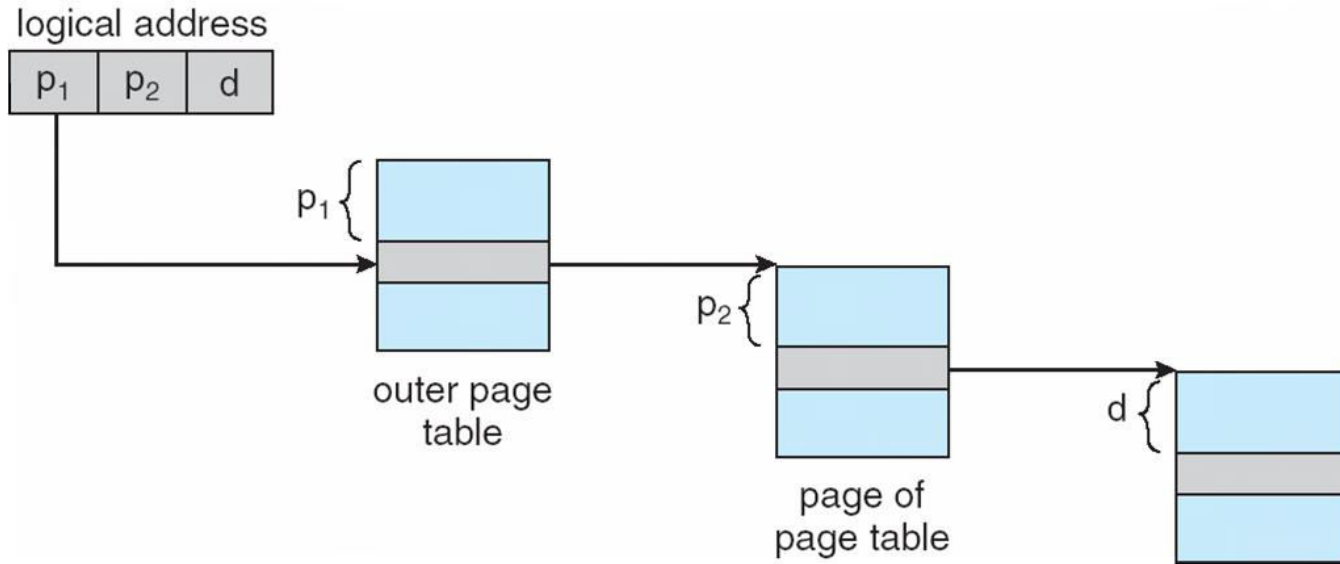 logical address
p₁ p₂ d
p₁
outer page
table
p₂
page of
page table
d